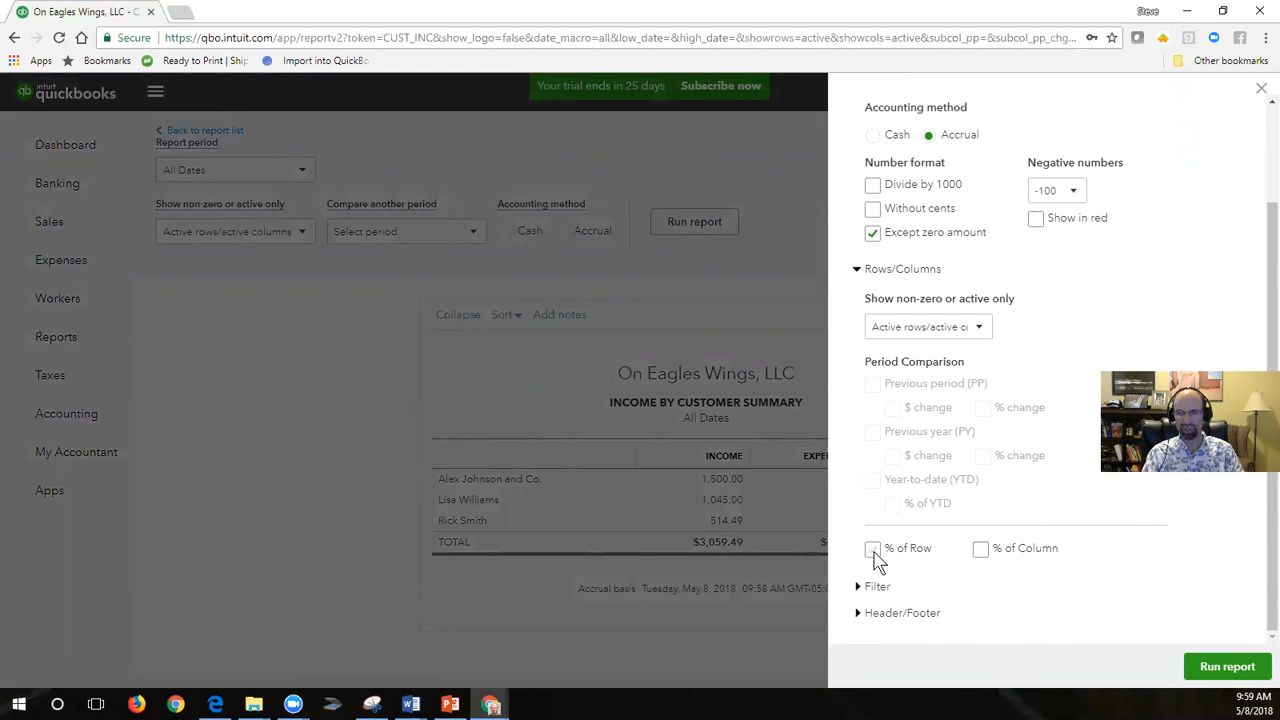 On Eagles Wings, LLC - C
Steve
Secure
https://qbo.intuit.com/app/reportv2?token=CUST_INC&show_logo=false&date_macro=all&low_date=&high_date=&showrows=active&showcols=active&subcol_pp=&subcol_pp_chg...
Apps
Bookmarks
Ready to Print | Ship
Import into QuickBo
Other bookmarks
intuit
quickbooks
Your trial ends in 25 days
Subscribe now
Dashboard
Banking
Sales
Expenses
Workers
Reports
Taxes
Accounting
My Accountant
Apps
Back to report list
Report period
All Dates
Show non-zero or active only
Compare another period
Accounting method
Active rows/active columns
Select period
Cash
Accrual
Run report
Collapse
Sort
Add notes
On Eagles Wings, LLC
INCOME BY CUSTOMER SUMMARY
All Dates
INCOME
EXPE
Alex Johnson and Co.
1,500.00
Lisa Williams
1,045.00
Rick Smith
514.49
TOTAL
$3,059.49
Accrual basis Tuesday, May 8, 2018 09:58 AM GMT-05:
Accounting method
Cash
Accrual
Number format
Negative numbers
Divide by 1000
-100
Without cents
Show in red
Except zero amount
Rows/Columns
Show non-zero or active only
Active rows/active cc
Period Comparison
Previous period (PP)
$ change
% change
Previous year (PY)
$ change
% change
Year-to-date (YTD)
% of YTD
% of Row
% of Column
Filter
Header/Footer
Run report
9:59 AM
5/8/2018